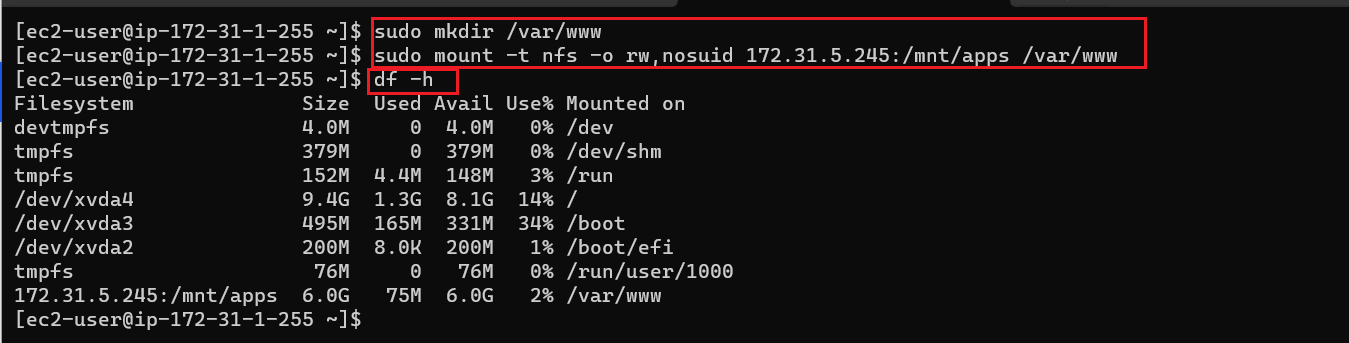 [ec2-user@ip-172-31-1-255 ~]$ sudo mkdir /var/www
[ec2-user@ip-172-31-1-255 ~]$ sudo mount -t nfs -o rw,nosuid 172.31.5.245:/mnt/apps /var/www
[ec2-user@ip-172-31-1-255 ~]$ df -h
Filesystem              Size  Used Avail Use% Mounted on
devtmpfs                4.0M     0  4.0M   0% /dev
tmpfs                   379M     0  379M   0% /dev/shm
tmpfs                   152M  4.4M  148M   3% /run
/dev/xvda4              9.4G  1.3G  8.1G  14% /
/dev/xvda3              495M  165M  331M  34% /boot
/dev/xvda2              200M  8.0K  200M   1% /boot/efi
tmpfs                    76M     0   76M   0% /run/user/1000
172.31.5.245:/mnt/apps  6.0G   75M  6.0G   2% /var/www
[ec2-user@ip-172-31-1-255 ~]$